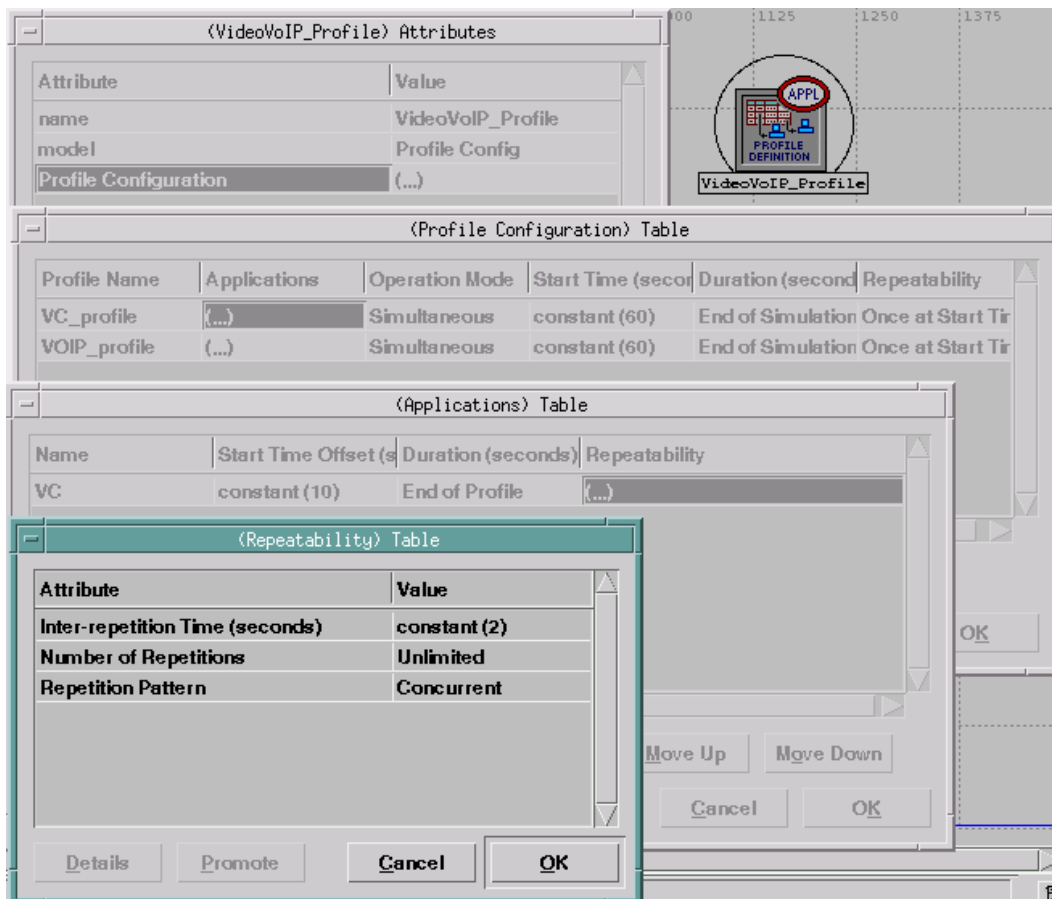 (VideoVoIP_Profile) Attributes
000 1125 1250 1375
Attribute Value
name VideoVoIP_Profile
model Profile Config
Profile Configuration (...)
APPL
PROFILE
DEFINITION
VideoVoIP_Profile
(Profile Configuration) Table
Profile Name Applications Operation Mode Start Time (secon Duration (second Repeatability
VC_profile (...) Simultaneous constant (60) End of Simulation Once at Start Tir
VOIP_profile (...) Simultaneous constant (60) End of Simulation Once at Start Tir
(Applications) Table
Name Start Time Offset (s Duration (seconds) Repeatability
VC constant (10) End of Profile (...)
(Repeatability) Table
Attribute Value
Inter-repetition Time (seconds) constant (2)
Number of Repetitions Unlimited
Repetition Pattern Concurrent
OK
Move Up Move Down
Cancel OK
Details Promote Cancel OK